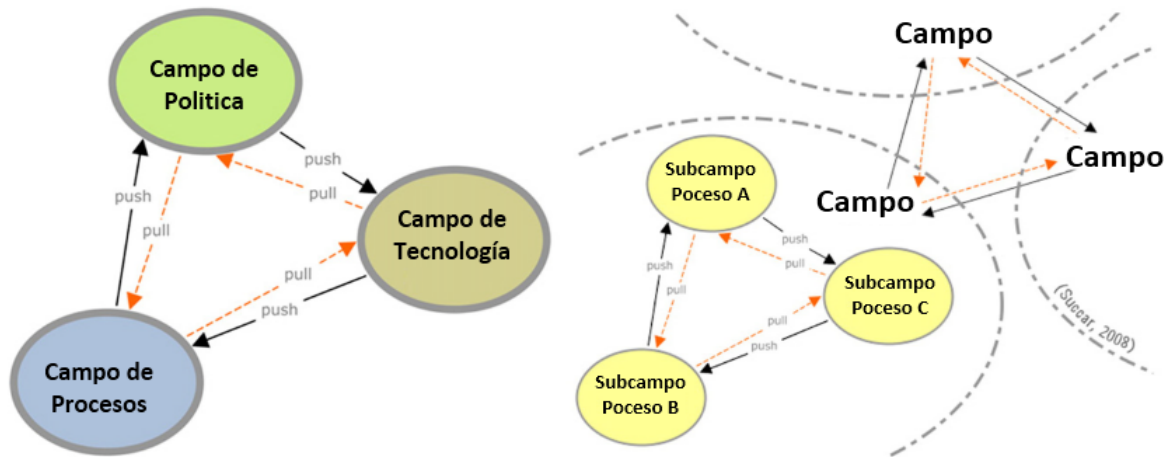 Campo de
Politica
push
pull
push
pull
Campo de
Tecnología
pull
push
Campo de
Procesos
Campo
Campo
Campo
Subcampo
Poceso A
push
pull
push
pull
Subcampo
Poceso C
pull
push
Subcampo
Poceso B
(Succar, 2008)